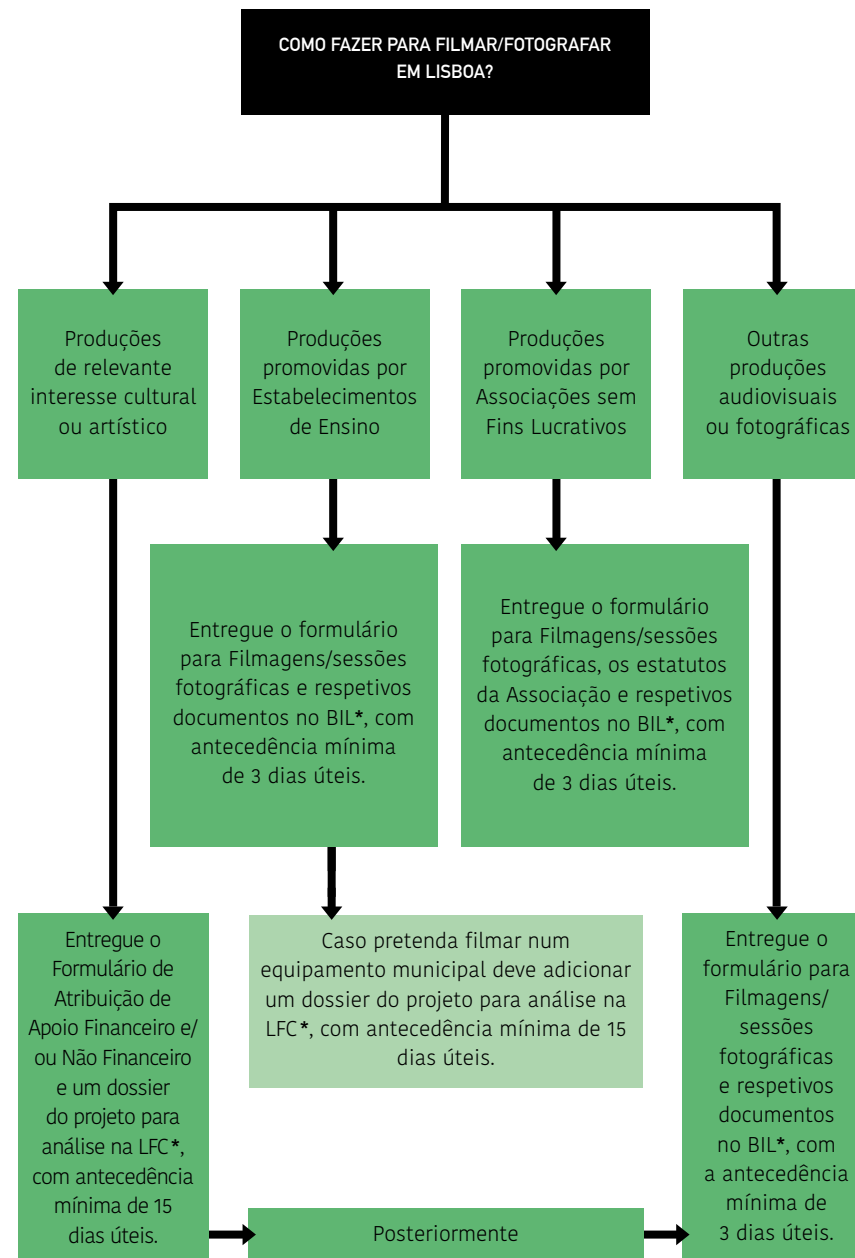 COMO FAZER PARA FILMAR/FOTOGRAFAR
EM LISBOA?
Produções
de relevante
interesse cultural
ou artístico
Produções
promovidas por
Estabelecimentos
de Ensino
Produções
promovidas por
Associações sem
Fins Lucrativos
Outras
produções
audiovisuais
ou fotográficas
Entregue o formulário
para Filmagens/sessões
fotográficas e respetivos
documentos no BIL*, com
antecedência mínima
de 3 dias úteis.
Entregue o formulário
para Filmagens/sessões
fotográficas, os estatutos
da Associação e respetivos
documentos no BIL*, com
antecedência mínima
de 3 dias úteis.
Entregue o
Formulário de
Atribuição de
Apoio Financeiro e/
ou Não Financeiro
e um dossier
do projeto para
análise na LFC*,
com antecedência
mínima de 15
dias úteis.
Caso pretenda filmar num
equipamento municipal deve adicionar
um dossier do projeto para análise na
LFC*, com antecedência mínima de 15
dias úteis.
Posteriormente
Entregue o
formulário para
Filmagens/
sessões
fotográficas
e respetivos
documentos
no BIL*, com
a antecedência
mínima de
3 dias úteis.